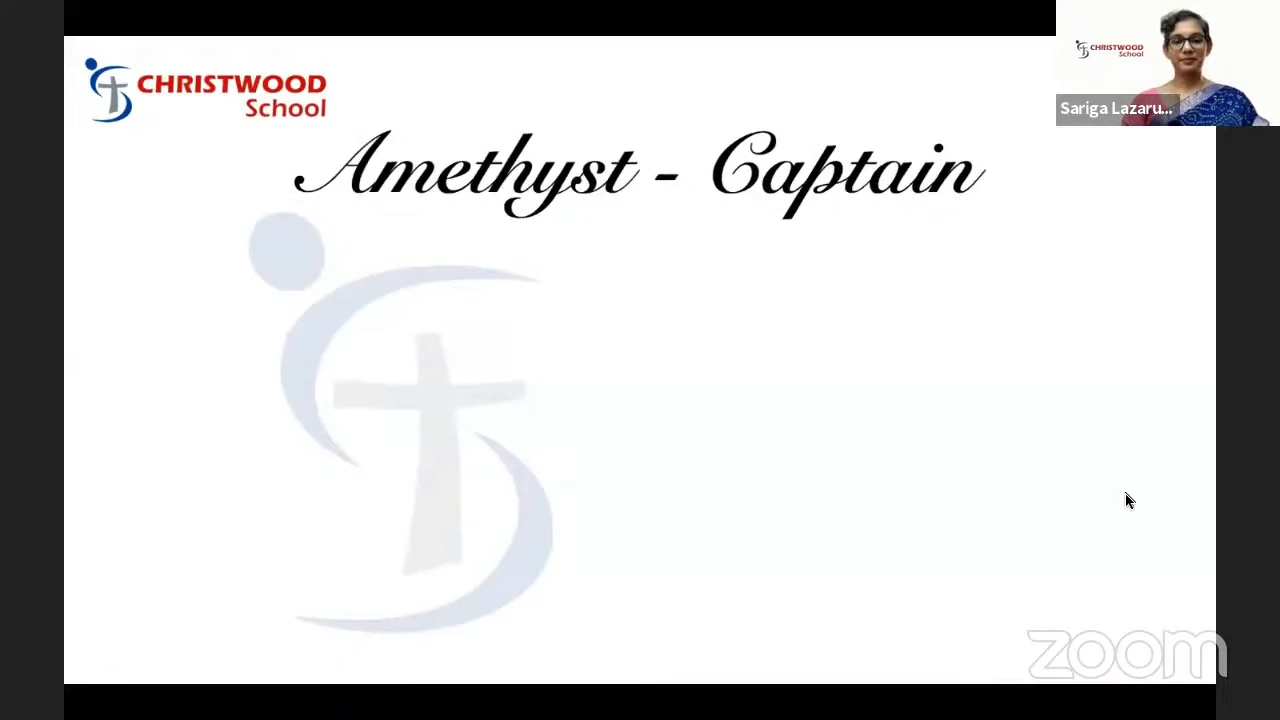 CHRISTWOOD
School
Amethyst - Captain
CHRISTWOOD
School
Sariga Lazaru...
zoom